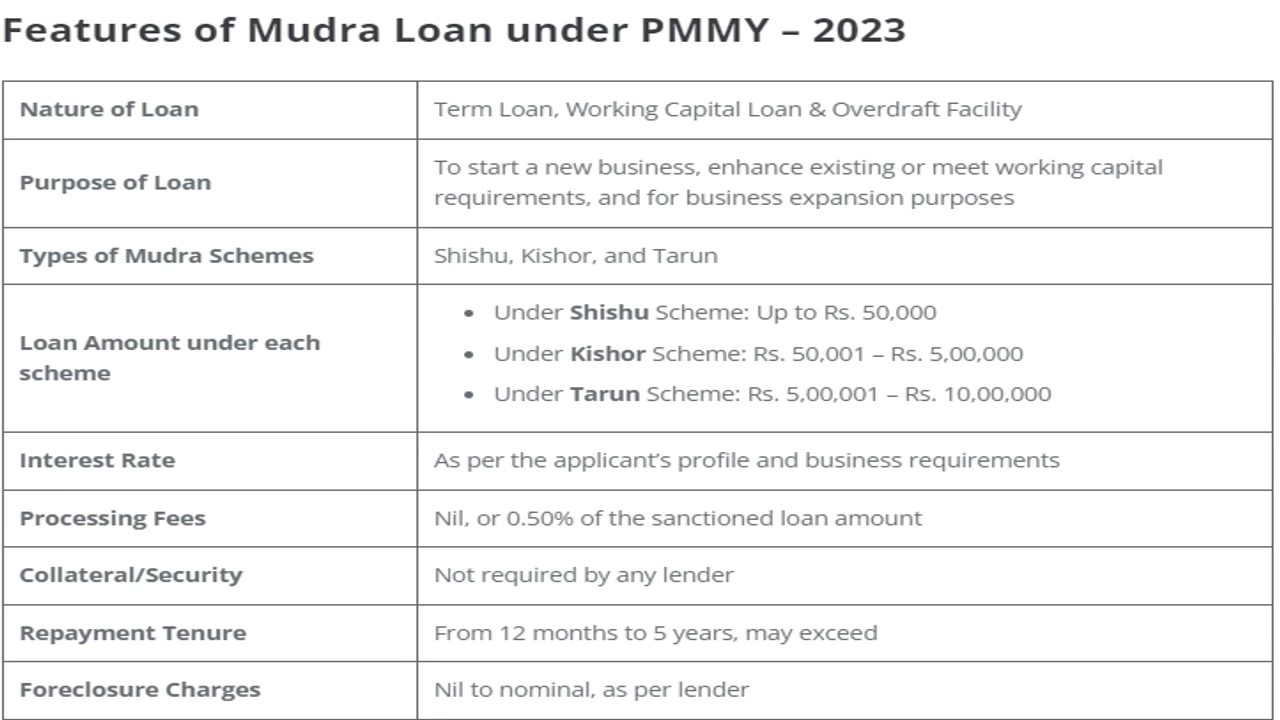 Features of Mudra Loan under PMMY – 2023
Nature of Loan
Term Loan, Working Capital Loan & Overdraft Facility
Purpose of Loan
To start a new business, enhance existing or meet working capital
requirements, and for business expansion purposes
Types of Mudra Schemes
Shishu, Kishor, and Tarun
Loan Amount under each
scheme
• Under Shishu Scheme: Up to Rs. 50,000
• Under Kishor Scheme: Rs. 50,001 – Rs. 5,00,000
• Under Tarun Scheme: Rs. 5,00,001 – Rs. 10,00,000
Interest Rate
As per the applicant’s profile and business requirements
Processing Fees
Nil, or 0.50% of the sanctioned loan amount
Collateral/Security
Not required by any lender
Repayment Tenure
From 12 months to 5 years, may exceed
Foreclosure Charges
Nil to nominal, as per lender